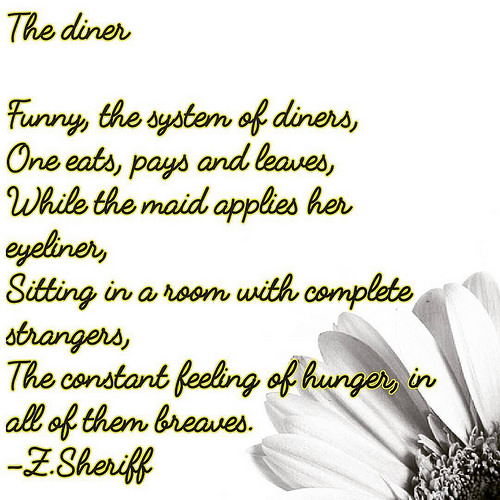 The diner
Funny, the system of diners,
One eats, pays and leaves,
While the maid applies her
eyeliner,
Sitting in a room with complete
strangers,
The constant feeling of hunger, in
all of them breaves.
-Z.Sheriff